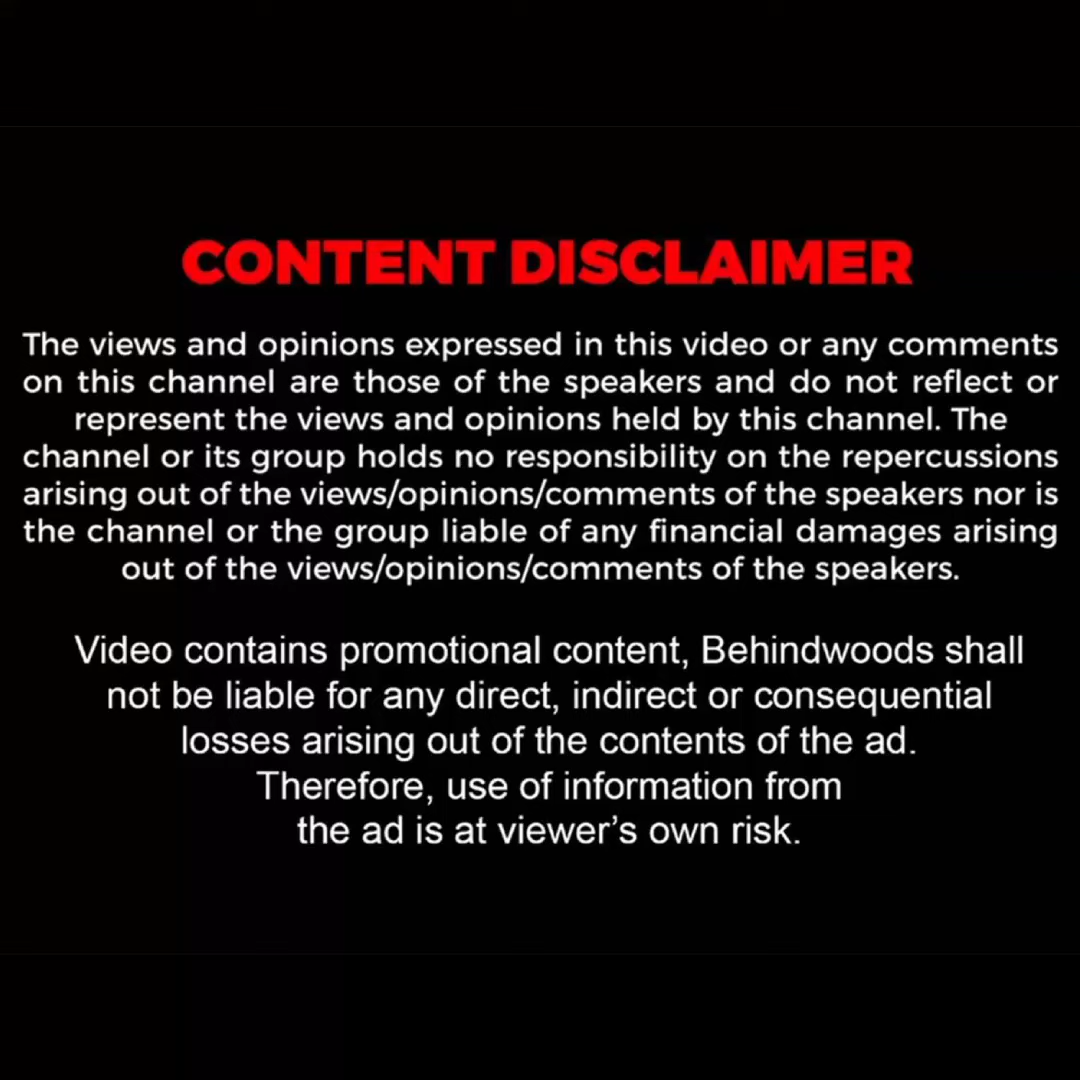 CONTENT DISCLAIMER
The views and opinions expressed in this video or any comments
on this channel are those of the speakers and do not reflect or
represent the views and opinions held by this channel. The
channel or its group holds no responsibility on the repercussions
arising out of the views/opinions/comments of the speakers nor is
the channel or the group liable of any financial damages arising
out of the views/opinions/comments of the speakers.
Video contains promotional content, Behindwoods shall
not be liable for any direct, indirect or consequential
losses arising out of the contents of the ad.
Therefore, use of information from
the ad is at viewer’s own risk.